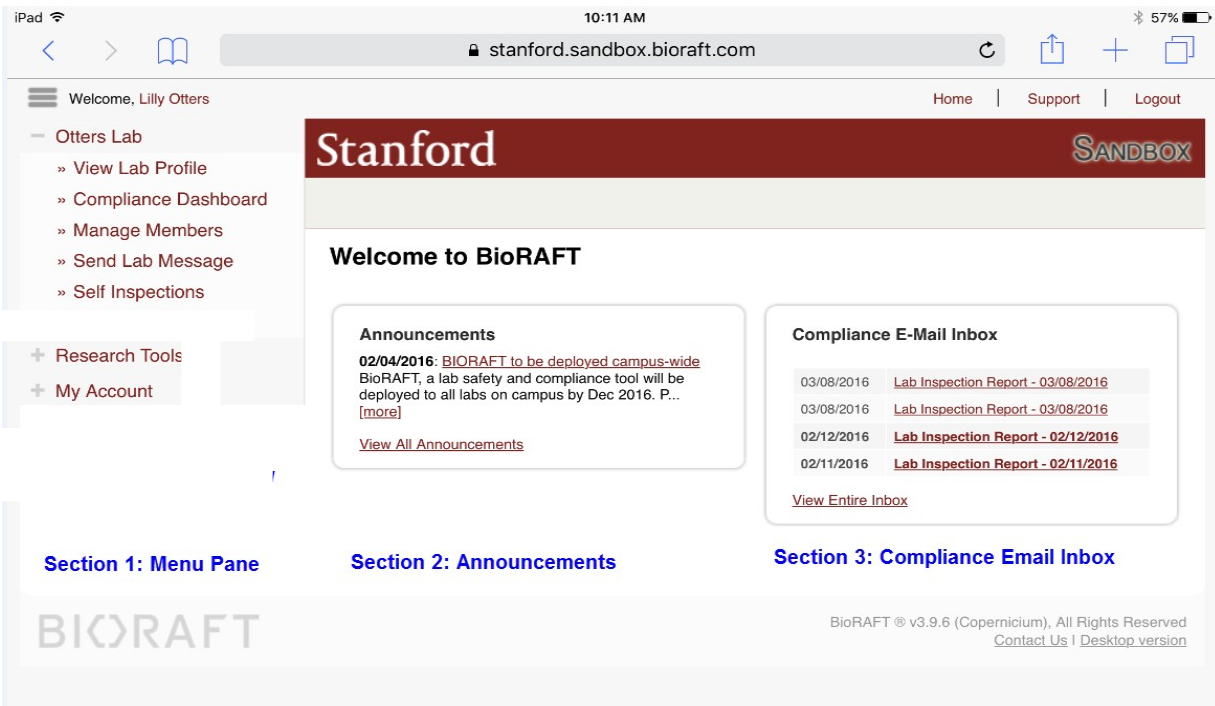 iPad 10:11 AM 57%
stanford.sandbox.bioraft.com
Welcome, Lilly Otters Home | Support | Logout
Otters Lab
» View Lab Profile
» Compliance Dashboard
» Manage Members
» Send Lab Message
» Self Inspections
Research Tools
My Account
Stanford SANDBOX
Welcome to BioRAFT
Announcements
02/04/2016: BIORAFT to be deployed campus-wide
BioRAFT, a lab safety and compliance tool will be
deployed to all labs on campus by Dec 2016. P...
[more]
View All Announcements
Compliance E-Mail Inbox
03/08/2016 Lab Inspection Report - 03/08/2016
03/08/2016 Lab Inspection Report - 03/08/2016
02/12/2016 Lab Inspection Report - 02/12/2016
02/11/2016 Lab Inspection Report - 02/11/2016
View Entire Inbox
Section 1: Menu Pane
Section 2: Announcements
Section 3: Compliance Email Inbox
BIORAFT
BioRAFT ® v3.9.6 (Copernicium), All Rights Reserved
Contact Us | Desktop version